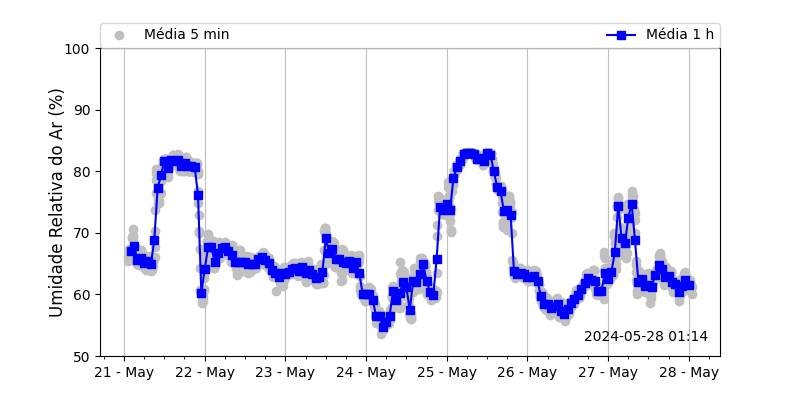 Média 5 min
Média 1 h
Umidade Relativa do Ar (%)
100
90
80
70
60
50
2024-05-28 01:14
21 - May
22 - May
23 - May
24 - May
25 - May
26 - May
27 - May
28 - May